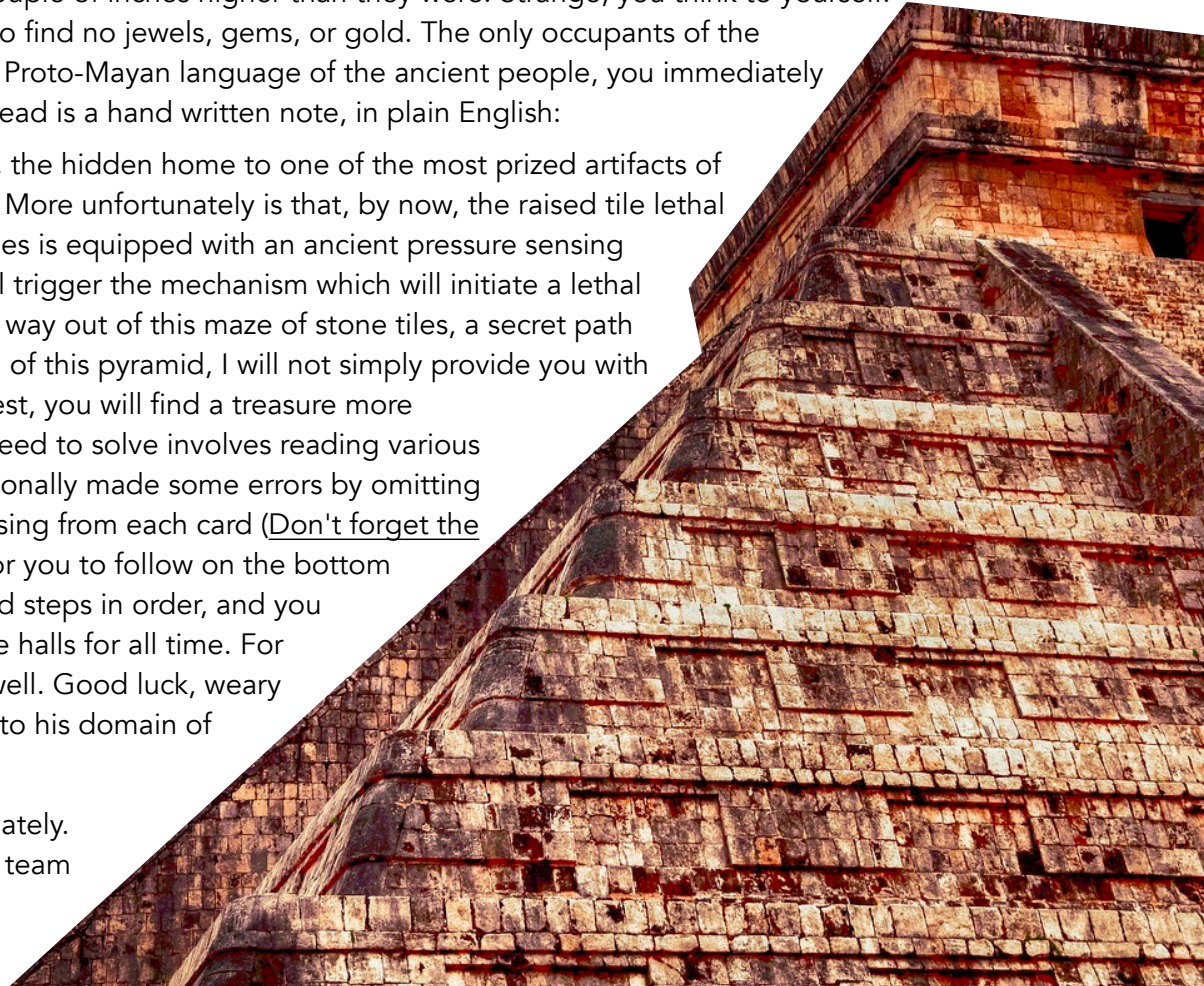 ouple of inches higher than they were. Strange, you think to yourself.
o find no jewels, gems, or gold. The only occupants of the
Proto-Mayan language of the ancient people, you immediately
ead is a hand written note, in plain English:
the hidden home to one of the most prized artifacts of
More unfortunately is that, by now, the raised tile lethal
es is equipped with an ancient pressure sensing
l trigger the mechanism which will initiate a lethal
way out of this maze of stone tiles, a secret path
of this pyramid, I will not simply provide you with
est, you will find a treasure more
eed to solve involves reading various
onally made some errors by omitting
sing from each card (Don't forget the
or you to follow on the bottom
d steps in order, and you
e halls for all time. For
well. Good luck, weary
to his domain of
ately.
team